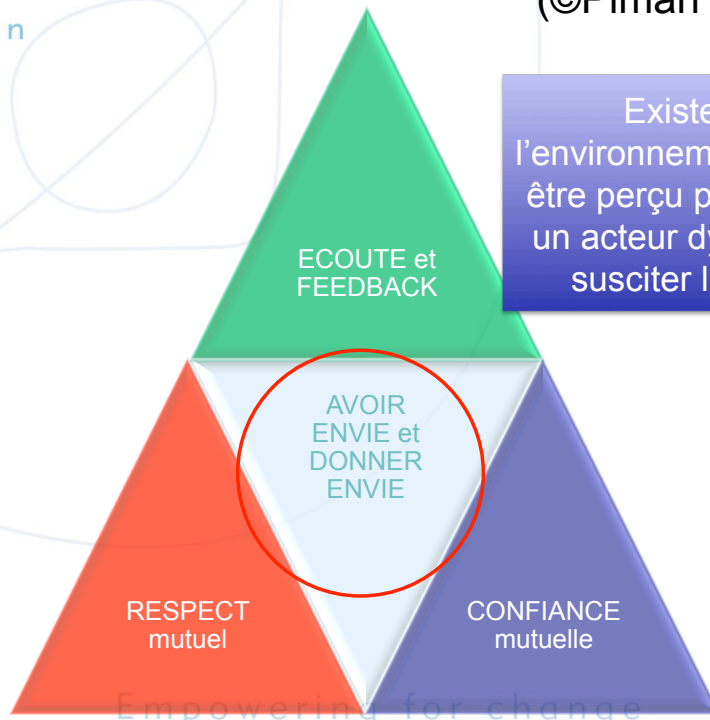 n
(©Piman
Existe
l’environnem
être perçu p
un acteur dy
susciter l
ECOUTE et
FEEDBACK
AVOIR
ENVIE et
DONNER
ENVIE
RESPECT
mutuel
CONFIANCE
mutuelle
Empowering for change